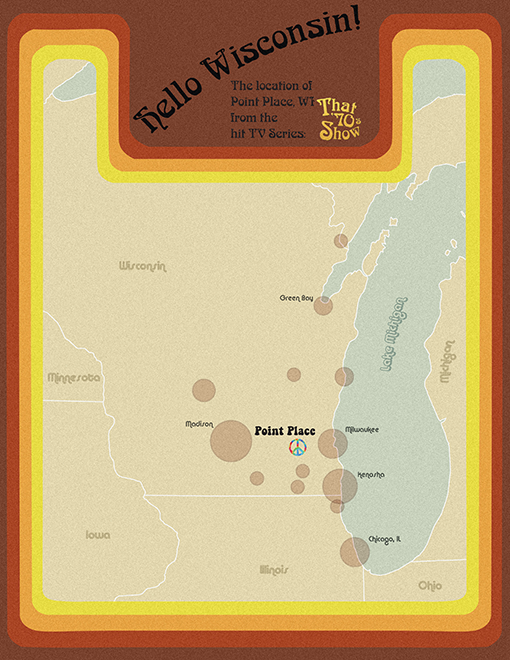 Hello Wisconsin!
The location of
Point Place, WI
from the
hit TV Series:
That
'70s
Show
Wisconsin
Green Bay
Lake Michigan
Michigan
Minnesota
Madison
Point Place
Milwaukee
Kenosha
Iowa
Chicago, IL
Illinois
Ohio